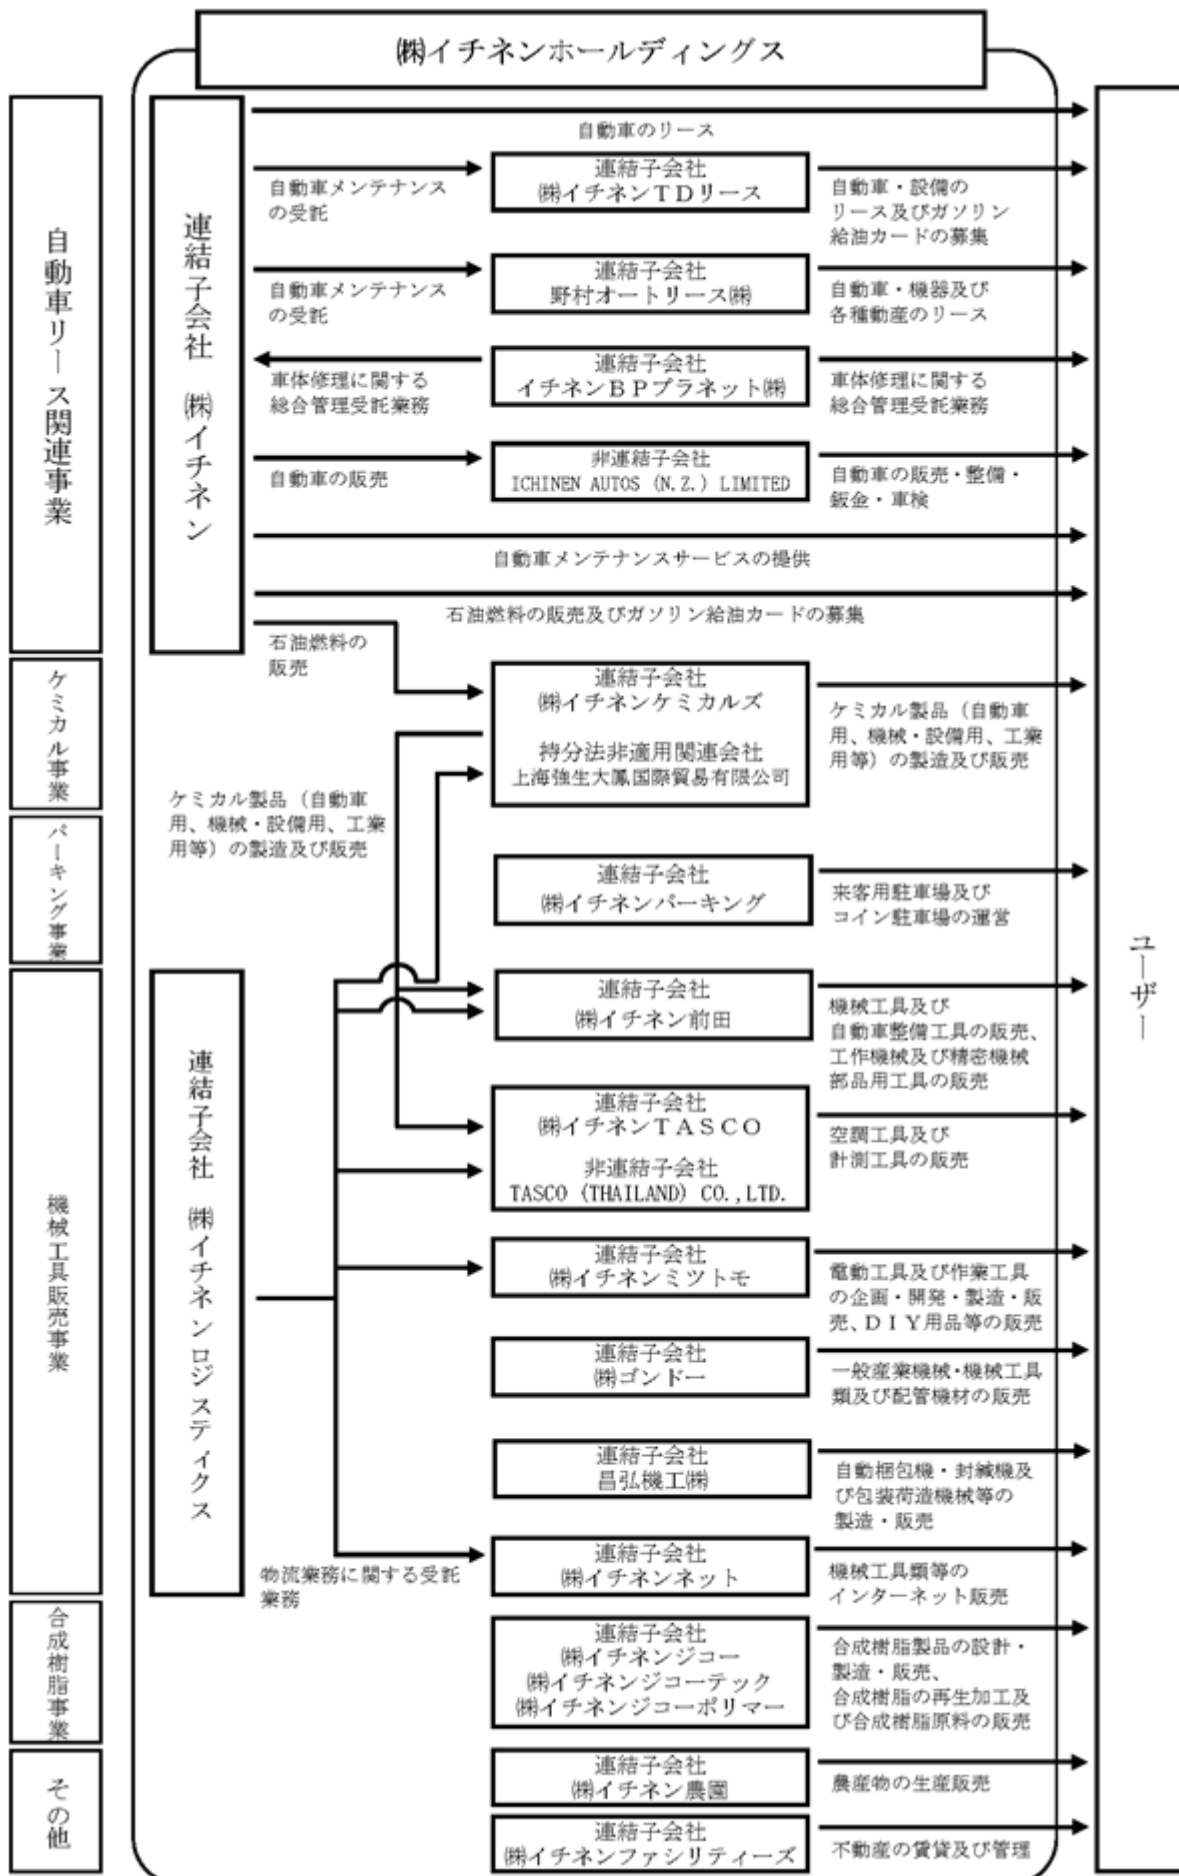 ㈱イチネンホールディングス
自動車リース関連事業
連結子会社　㈱イチネン
自動車のリース
自動車メンテナンス
の受託
連結子会社
㈱イチネンＴＤリース
自動車・設備の
リース及びガソリン
給油カードの募集
自動車メンテナンス
の受託
連結子会社
野村オートリース㈱
自動車・機器及び
各種動産のリース
車体修理に関する
総合管理受託業務
連結子会社
イチネンＢＰプラネット㈱
車体修理に関する
総合管理受託業務
自動車の販売
非連結子会社
ICHINEN AUTOS (N.Z.) LIMITED
自動車の販売・整備・
鈑金・車検
自動車メンテナンスサービスの提供
石油燃料の販売及びガソリン給油カードの募集
石油燃料の
販売
ケミカル事業
連結子会社
㈱イチネンケミカルズ
持分法非適用関連会社
上海強生大鳳国際貿易有限公司
ケミカル製品（自動車
用、機械・設備用、工業
用等）の製造及び販売
ケミカル製品（自動車
用、機械・設備用、工業
用等）の製造及び販売
パーキング事業
連結子会社
㈱イチネンパーキング
来客用駐車場及び
コイン駐車場の運営
ユーザー
機械工具販売事業
連結子会社　㈱イチネンロジスティクス
連結子会社
㈱イチネン前田
機械工具及び
自動車整備工具の販売、
工作機械及び精密機械
部品用工具の販売
連結子会社
㈱イチネンＴＡＳＣＯ
非連結子会社
TASCO (THAILAND) CO.,LTD.
空調工具及び
計測工具の販売
連結子会社
㈱イチネンミツトモ
電動工具及び作業工具
の企画・開発・製造・販
売、ＤＩＹ用品等の販売
連結子会社
㈱ゴンドー
一般産業機械・機械工具
類及び配管機材の販売
連結子会社
昌弘機工㈱
自動梱包機・封緘機及
び包装荷造機械等の
製造・販売
物流業務に関する受託
業務
連結子会社
㈱イチネンネット
機械工具類等の
インターネット販売
合成樹脂事業
連結子会社
㈱イチネンジコー
㈱イチネンジコーテック
㈱イチネンジコーポリマー
合成樹脂製品の設計・
製造・販売、
合成樹脂の再生加工及
び合成樹脂原料の販売
その他
連結子会社
㈱イチネン農園
農産物の生産販売
連結子会社
㈱イチネンファシリティーズ
不動産の賃貸及び管理